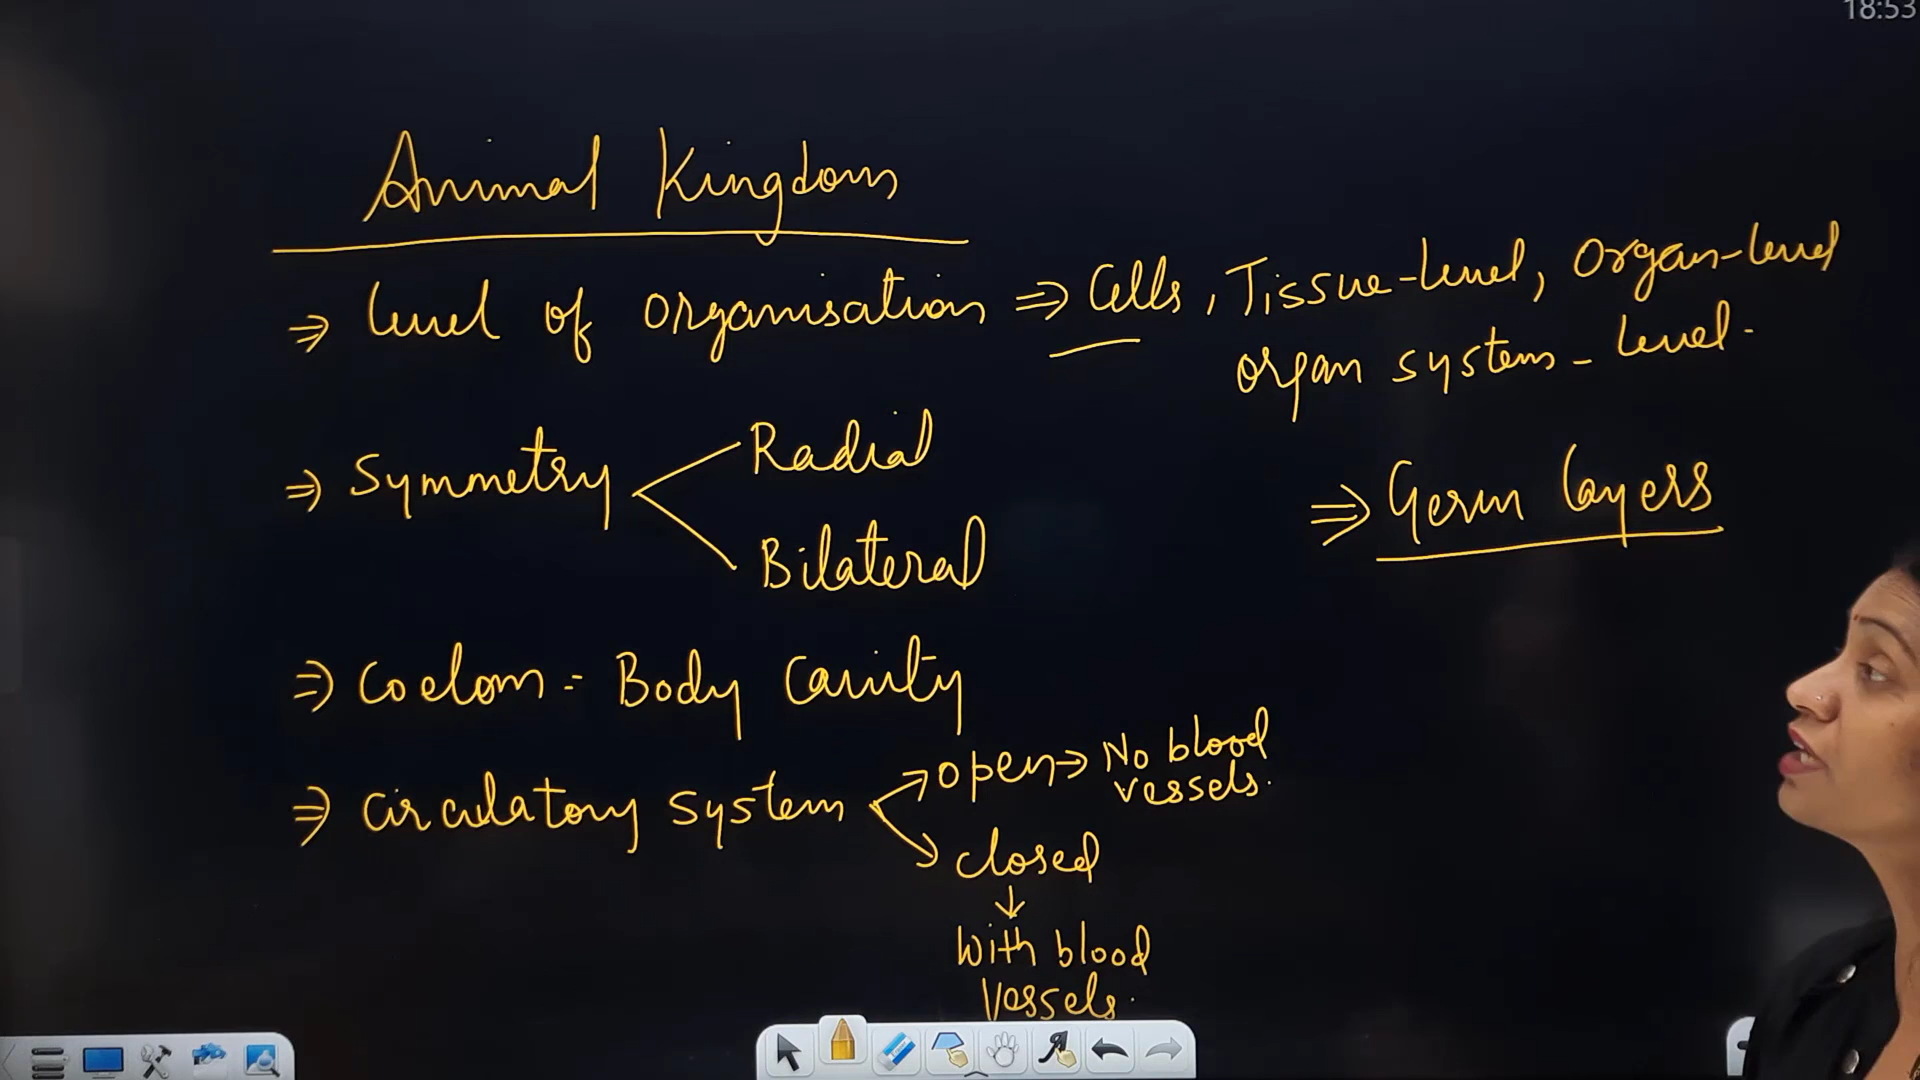 18:53
Animal Kingdom
⇒ level of organisation ⇒ Cells, Tissue-level, Organ-level
organ system - level.
⇒ Symmetry
Radial
Bilateral
⇒ Germ layers
⇒ Coelom = Body Cavity
⇒ Circulatory system
→ open → No blood
vessels.
→ closed
↓
With blood
Vessels.